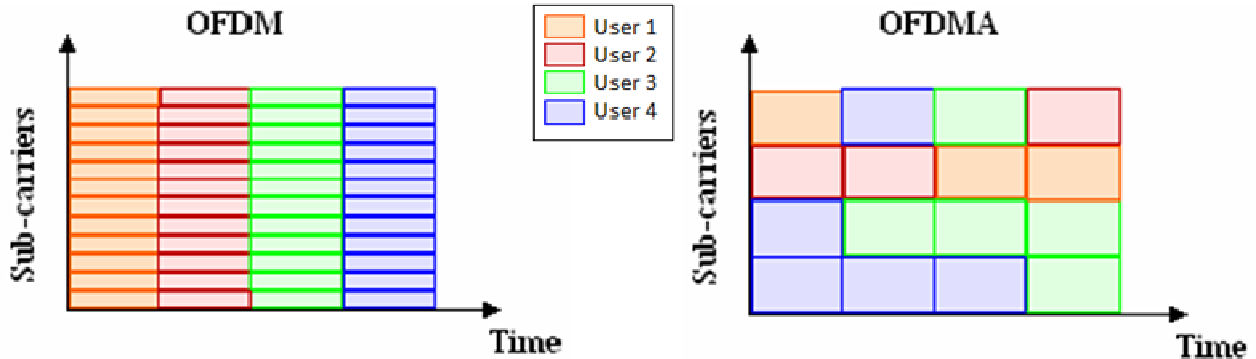 OFDM
Sub-carriers
Time
User 1
User 2
User 3
User 4
OFDMA
Sub-carriers
Time